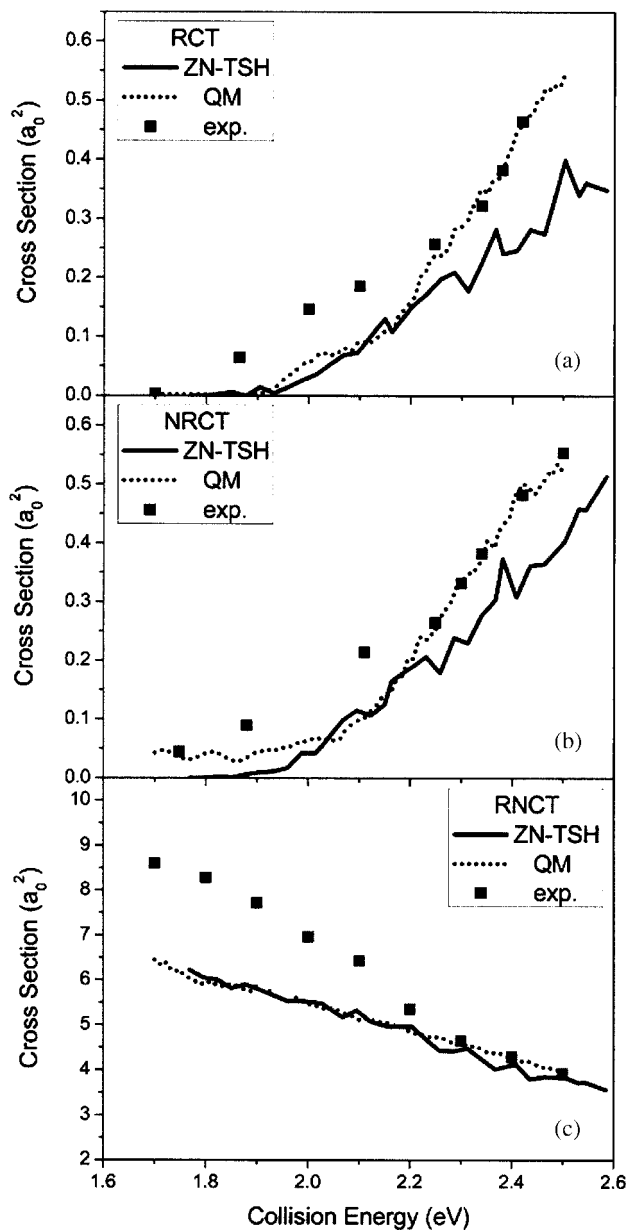 0.6
0.5
0.4
0.3
0.2
0.1
0.0
Cross Section (a₀²)
RCT
ZN-TSH
QM
exp.
(a)
0.6
0.5
0.4
0.3
0.2
0.1
0.0
Cross Section (a₀²)
NRCT
ZN-TSH
QM
exp.
(b)
10
9
8
7
6
5
4
3
2
Cross Section (a₀²)
RNCT
ZN-TSH
QM
exp.
(c)
1.6 1.8 2.0 2.2 2.4 2.6
Collision Energy (eV)